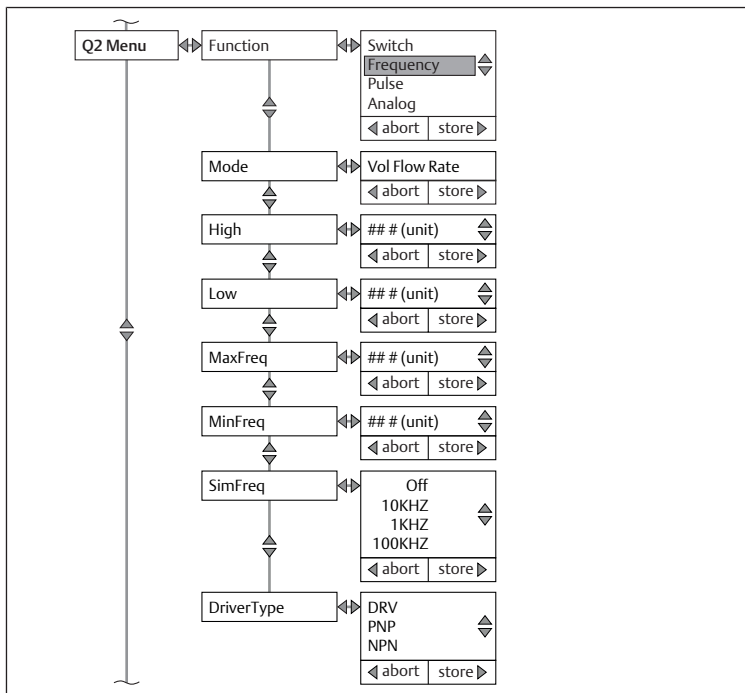 Q2 Menu Function Switch
Frequency
Pulse
Analog
abort store
Mode Vol Flow Rate
abort store
High ## # (unit)
abort store
Low ## # (unit)
abort store
MaxFreq ## # (unit)
abort store
MinFreq ## # (unit)
abort store
SimFreq Off
10KHZ
1KHZ
100KHZ
abort store
DriverType DRV
PNP
NPN
abort store